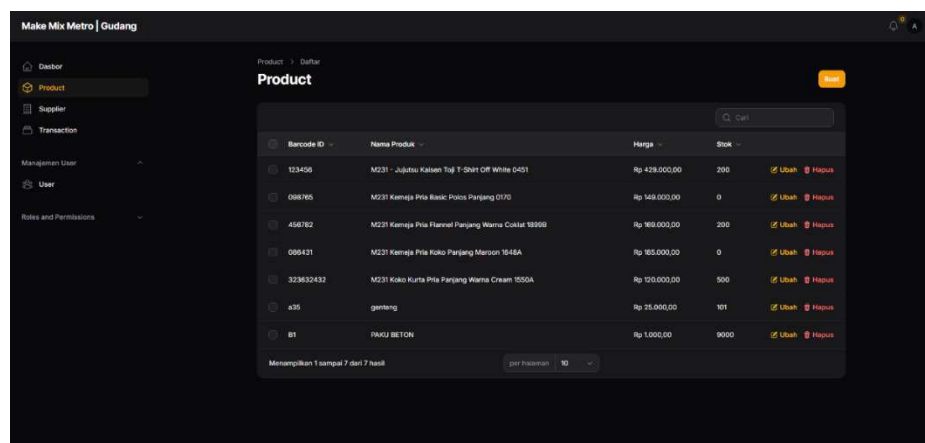 Make Mix Metro | Gudang
0
A
Dasbor
Product
Supplier
Transaction
Manajemen User
User
Roles and Permissions
Product > Daftar
Product
Buat
Cari
Barcode ID Nama Produk Harga Stok
123456 M231 - Jujutsu Kaisen Toji T-Shirt Off White 0451 Rp 429.000,00 200 Ubah Hapus
098765 M231 Kemeja Pria Basic Polos Panjang 0170 Rp 149.000,00 0 Ubah Hapus
456782 M231 Kemeja Pria Flannel Panjang Warna Coklat 1899B Rp 169.000,00 200 Ubah Hapus
086431 M231 Kemeja Pria Koko Panjang Maroon 1648A Rp 165.000,00 0 Ubah Hapus
323632432 M231 Koko Kurta Pria Panjang Warna Cream 1550A Rp 120.000,00 500 Ubah Hapus
a35 genteng Rp 25.000,00 101 Ubah Hapus
B1 PAKU BETON Rp 1.000,00 9000 Ubah Hapus
Menampilkan 1 sampai 7 dari 7 hasil per halaman 10